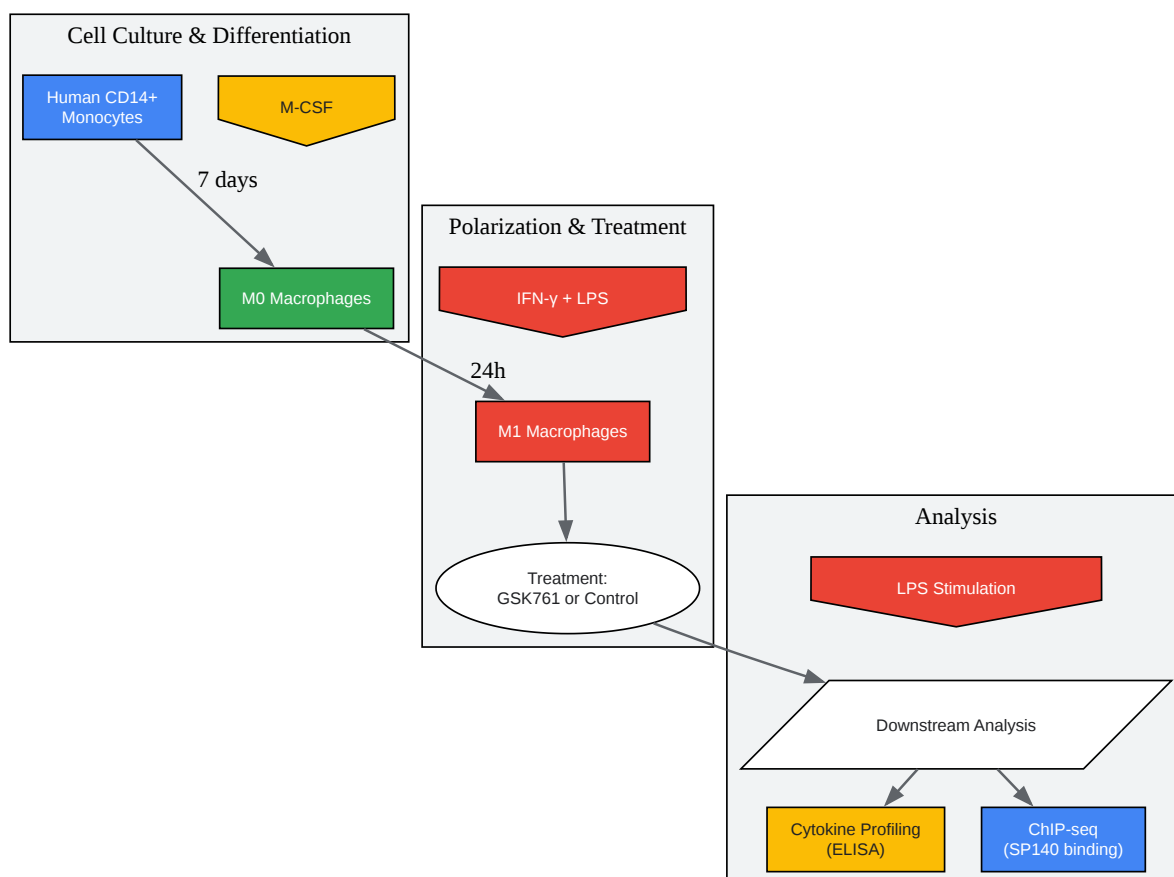 Cell Culture & Differentiation
Human CD14+
Monocytes
M-CSF
7 days
M0 Macrophages
Polarization & Treatment
IFN-γ + LPS
24h
M1 Macrophages
Treatment:
GSK761 or Control
Analysis
LPS Stimulation
Downstream Analysis
Cytokine Profiling
(ELISA)
ChIP-seq
(SP140 binding)